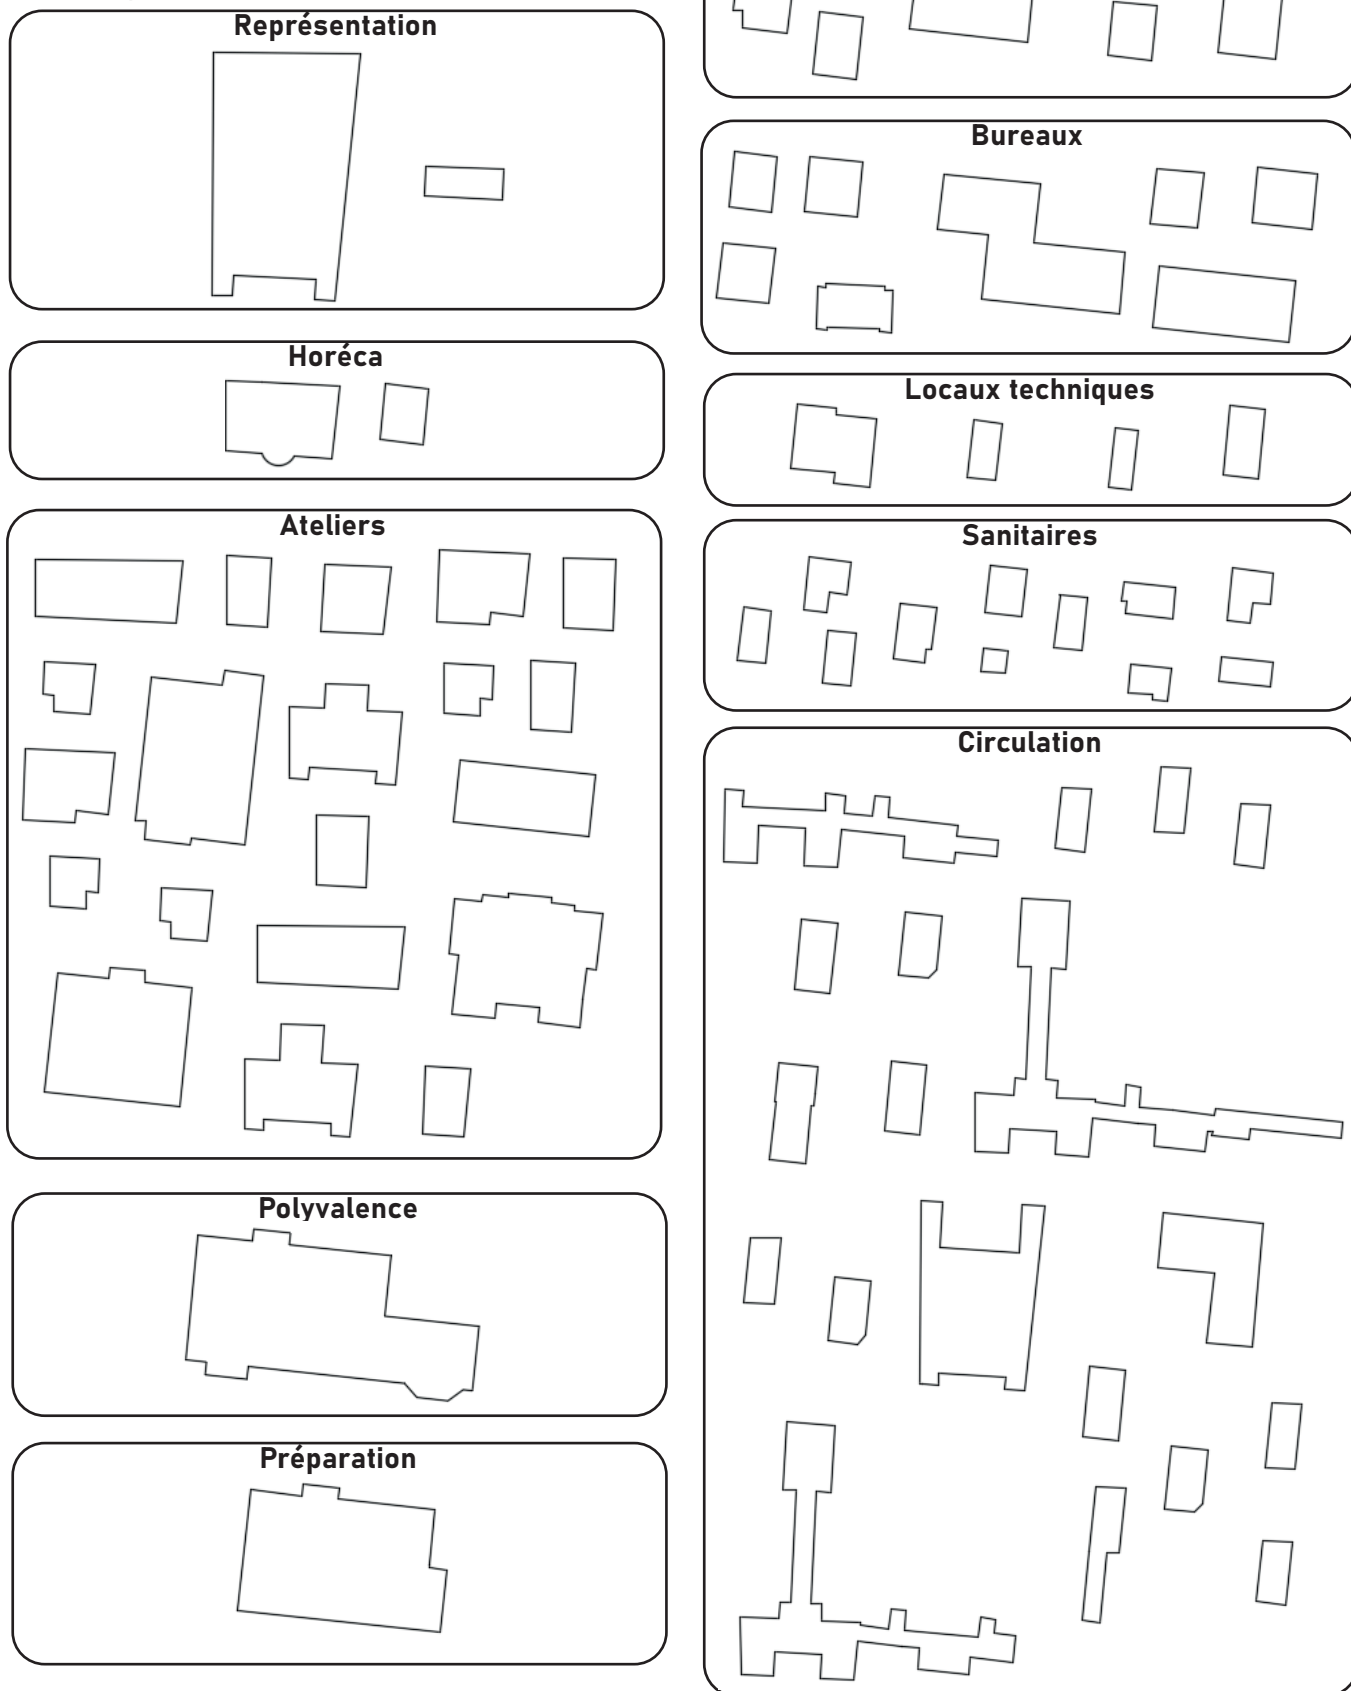 Représentation
Horéca
Ateliers
Polyvalence
Préparation
Bureaux
Locaux techniques
Sanitaires
Circulation